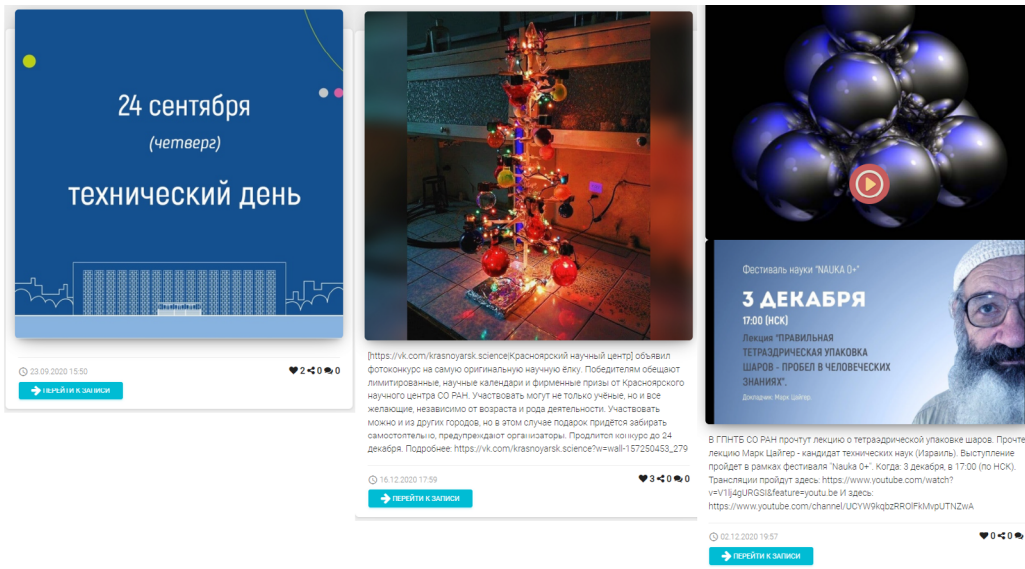 24 сентября
(четверг)
технический день
23.09.2020 15:50
2 0 0
ПЕРЕЙТИ К ЗАПИСИ
[https://vk.com/krasnoyarsk.science|Красноярский научный центр] объявил
фотоконкурс на самую оригинальную научную ёлку. Победителям обещают
лимитированные, научные календари и фирменные призы от Красноярского
научного центра СО РАН. Участвовать могут не только учёные, но и все
желающие, независимо от возраста и рода деятельности. Участвовать
можно и из других городов, но в этом случае подарок придётся забирать
самостоятельно, предупреждают организаторы. Продлится конкурс до 24
декабря. Подробнее: https://vk.com/krasnoyarsk.science?w=wall-157250453_279
16.12.2020 17:59
3 0 0
ПЕРЕЙТИ К ЗАПИСИ
Фестиваль науки "NAUKA 0+"
3 ДЕКАБРЯ
17:00 (НСК)
Лекция "ПРАВИЛЬНАЯ
ТЕТРАЭДРИЧЕСКАЯ УПАКОВКА
ШАРОВ - ПРОБЕЛ В ЧЕЛОВЕЧЕСКИХ
ЗНАНИЯХ".
Докладчик: Марк Цайгер.
В ГПНТБ СО РАН прочтут лекцию о тетраэдрической упаковке шаров. Прочте
лекцию Марк Цайгер - кандидат технических наук (Израиль). Выступление
пройдет в рамках фестиваля "Nauka 0+". Когда: 3 декабря, в 17:00 (по НСК).
Трансляции пройдут здесь: https://www.youtube.com/watch?
v=V1lj4gURGSI&feature=youtu.be И здесь:
https://www.youtube.com/channel/UCYW9kqbzRROlFkMvpUTNZwA
02.12.2020 19:57
0 0
ПЕРЕЙТИ К ЗАПИСИ